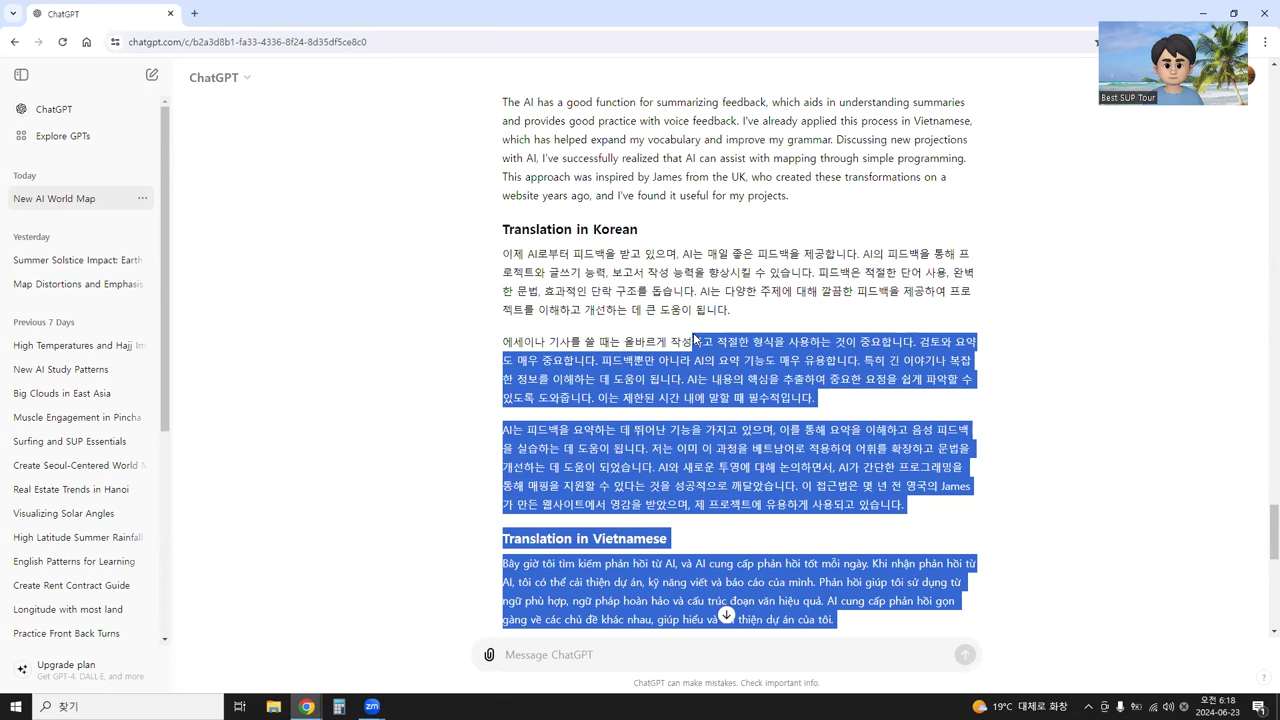 ChatGPT
chatgpt.com/c/b2a3d8b1-fa33-4336-8f24-8d35df5ce8c0
Best SUP Tour
ChatGPT
ChatGPT
Explore GPTs
Today
New AI World Map
Yesterday
Summer Solstice Impact: Earth
Map Distortions and Emphasis
Previous 7 Days
High Temperatures and Hajj Im
New AI Study Patterns
Big Clouds in East Asia
Muscle Engagement in Pincha
Surfing and SUP Essentials
Create Seoul-Centered World M
Real Estate Trends in Hanoi
Visualizing Solar Angles
High Latitude Summer Rainfall
English Patterns for Learning
Create Rent Contract Guide
Longitude with most land
Practice Front Back Turns
Upgrade plan
Get GPT-4, DALL·E, and more
The AI has a good function for summarizing feedback, which aids in understanding summaries
and provides good practice with voice feedback. I've already applied this process in Vietnamese,
which has helped expand my vocabulary and improve my grammar. Discussing new projections
with AI, I've successfully realized that AI can assist with mapping through simple programming.
This approach was inspired by James from the UK, who created these transformations on a
website years ago, and I've found it useful for my projects.
Translation in Korean
이제 AI로부터 피드백을 받고 있으며, AI는 매일 좋은 피드백을 제공합니다. AI의 피드백을 통해 프
로젝트와 글쓰기 능력, 보고서 작성 능력을 향상시킬 수 있습니다. 피드백은 적절한 단어 사용, 완벽
한 문법, 효과적인 단락 구조를 돕습니다. AI는 다양한 주제에 대해 깔끔한 피드백을 제공하여 프로
젝트를 이해하고 개선하는 데 큰 도움이 됩니다.
에세이나 기사를 쓸 때는 올바르게 작성하고 적절한 형식을 사용하는 것이 중요합니다. 검토와 요약
도 매우 중요합니다. 피드백뿐만 아니라 AI의 요약 기능도 매우 유용합니다. 특히 긴 이야기나 복잡
한 정보를 이해하는 데 도움이 됩니다. AI는 내용의 핵심을 추출하여 중요한 요점을 쉽게 파악할 수
있도록 도와줍니다. 이는 제한된 시간 내에 말할 때 필수적입니다.
AI는 피드백을 요약하는 데 뛰어난 기능을 가지고 있으며, 이를 통해 요약을 이해하고 음성 피드백
을 실습하는 데 도움이 됩니다. 저는 이미 이 과정을 베트남어로 적용하여 어휘를 확장하고 문법을
개선하는 데 도움이 되었습니다. AI와 새로운 투영에 대해 논의하면서, AI가 간단한 프로그래밍을
통해 매핑을 지원할 수 있다는 것을 성공적으로 깨달았습니다. 이 접근법은 몇 년 전 영국의 James
가 만든 웹사이트에서 영감을 받았으며, 제 프로젝트에 유용하게 사용되고 있습니다.
Translation in Vietnamese
Bây giờ tôi tìm kiếm phản hồi từ AI, và AI cung cấp phản hồi tốt mỗi ngày. Khi nhận phản hồi từ
AI, tôi có thể cải thiện dự án, kỹ năng viết và báo cáo của mình. Phản hồi giúp tôi sử dụng từ
ngữ phù hợp, ngữ pháp hoàn hảo và cấu trúc đoạn văn hiệu quả. AI cung cấp phản hồi gọn
gàng về các chủ đề khác nhau, giúp hiểu và thiện dự án của tôi.
Message ChatGPT
ChatGPT can make mistakes. Check important info.
찾기
19°C 대체로 화창
오전 6:18
2024-06-23